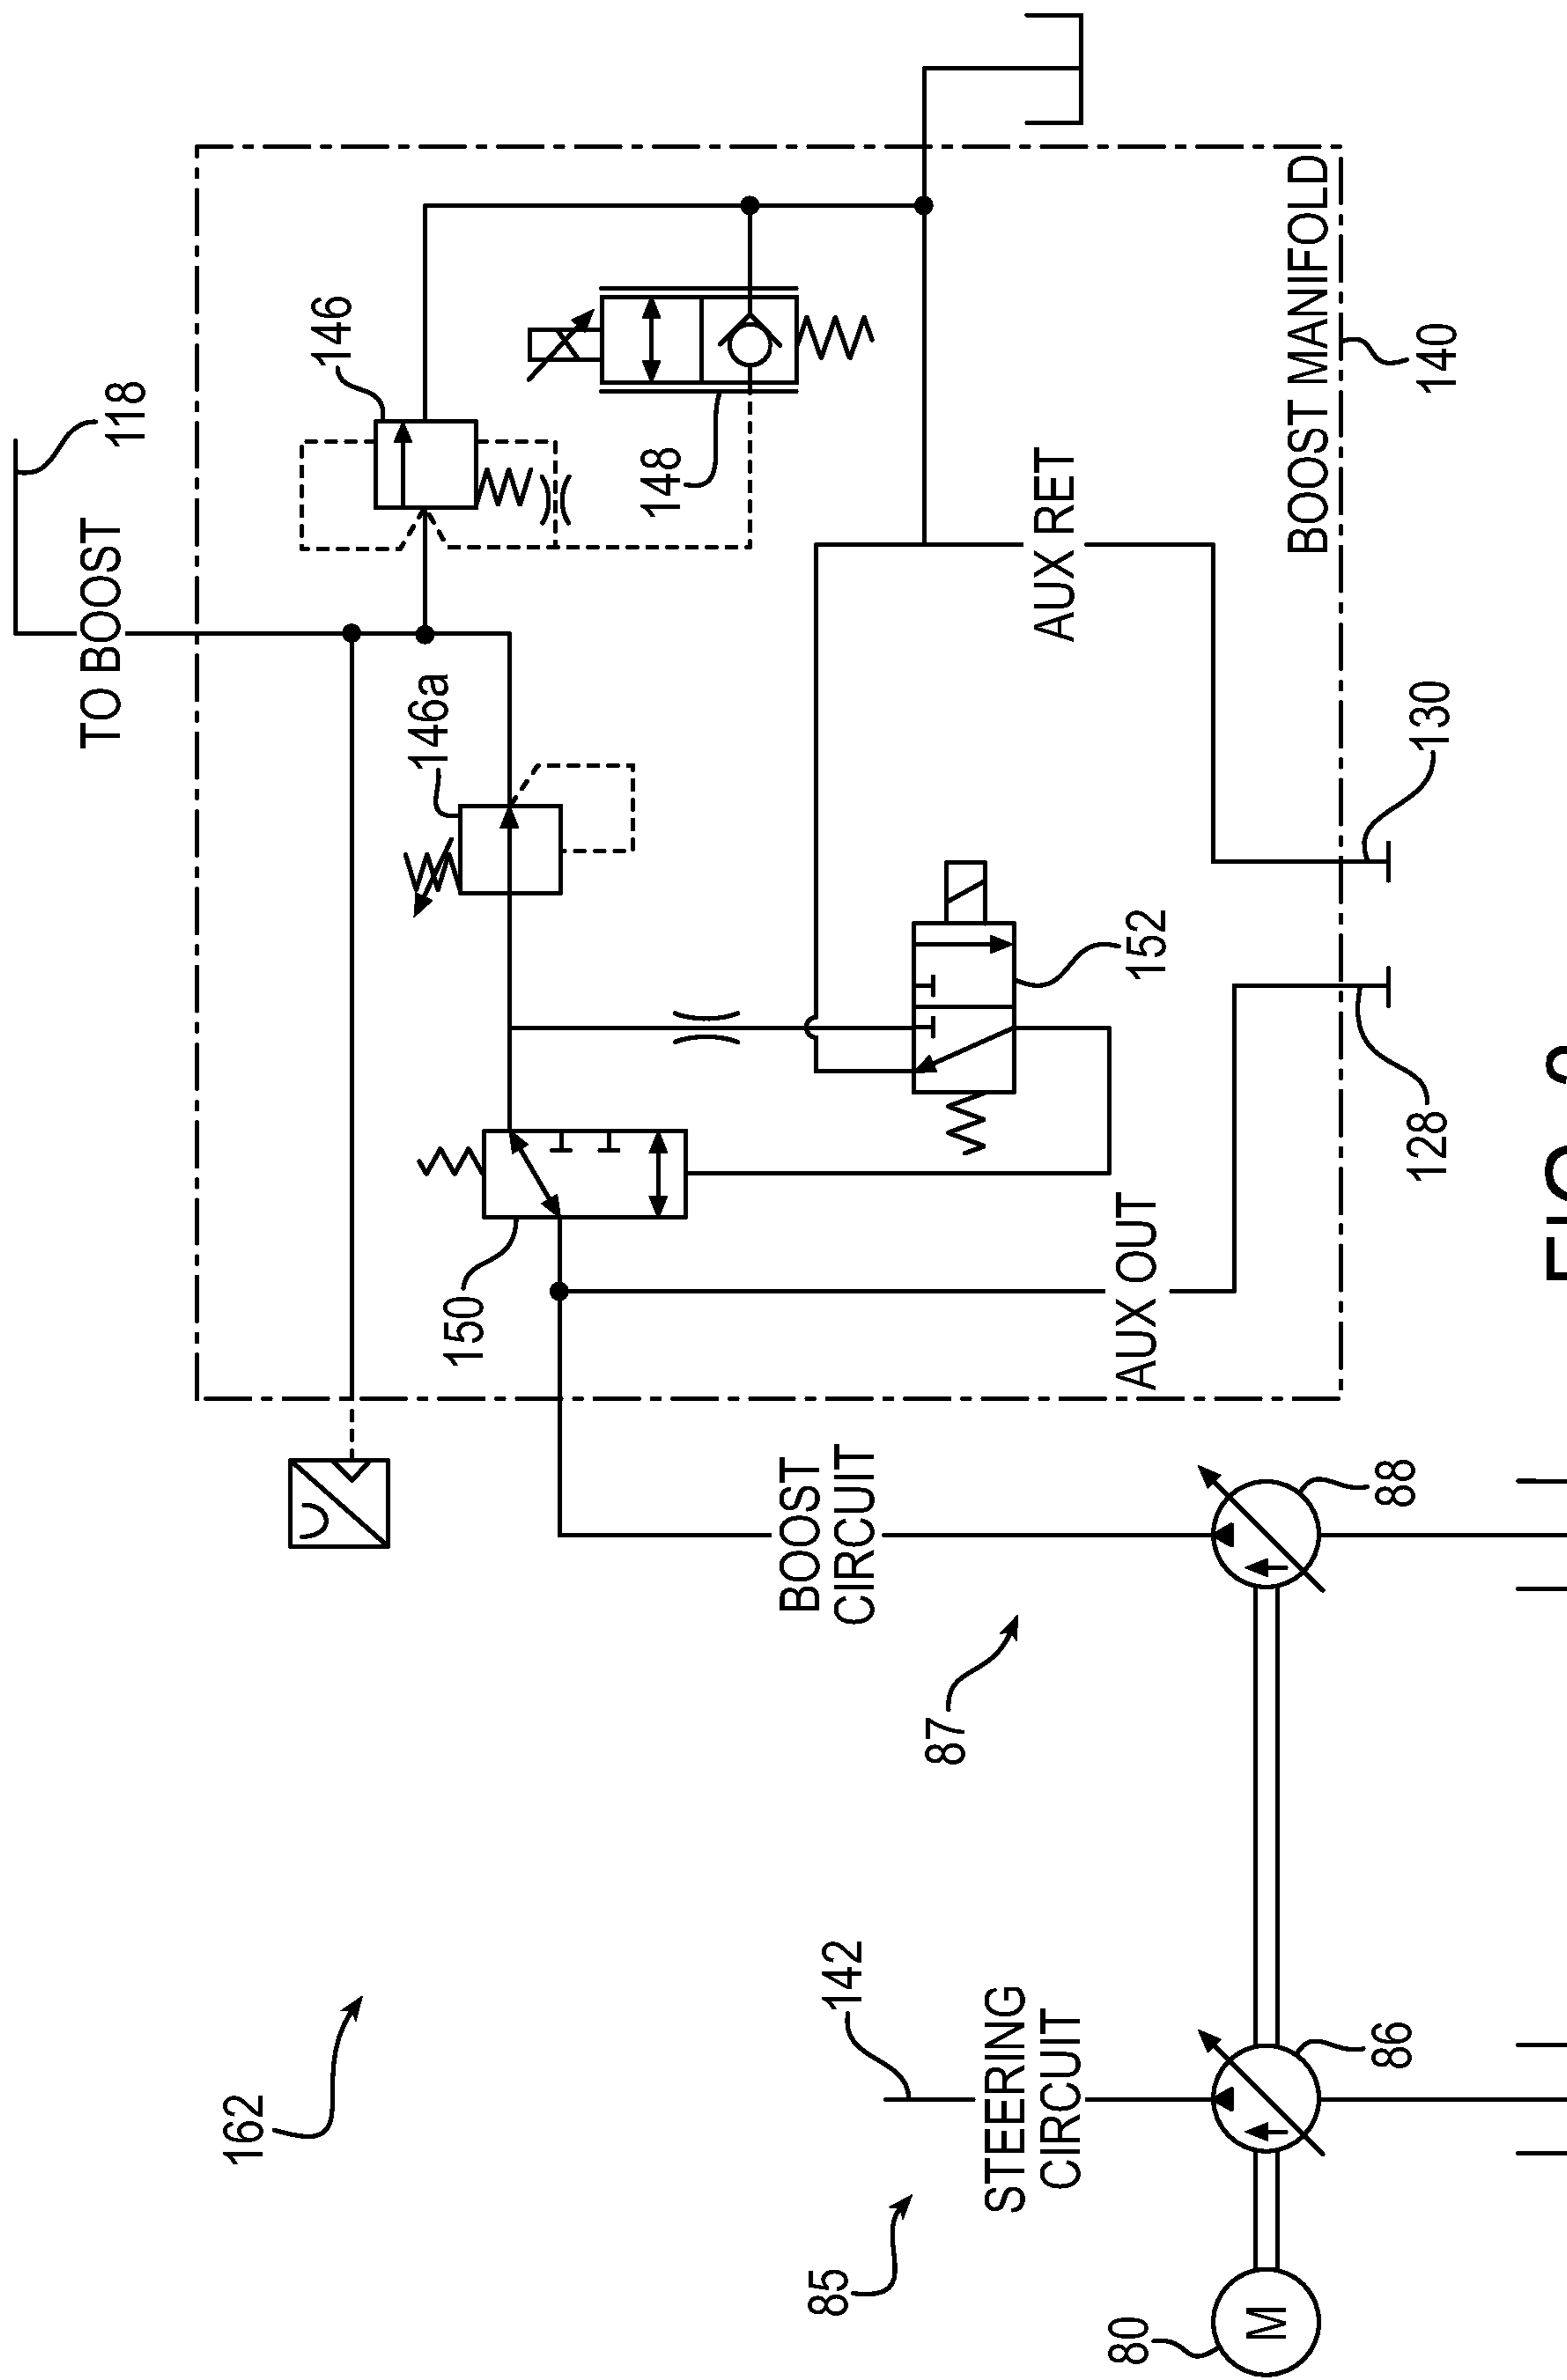 118
TO BOOST
146
146a
148
150
152
AUX RET
AUX OUT
BOOST MANIFOLD
140
130
128
BOOST
CIRCUIT
87
88
162
142
STEERING
CIRCUIT
85
86
80
M